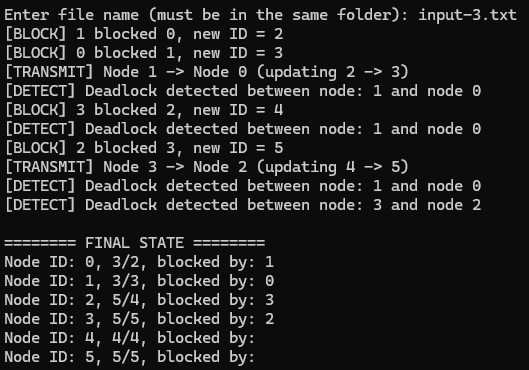 Enter file name (must be in the same folder): input-3.txt
[BLOCK] 1 blocked 0, new ID = 2
[BLOCK] 0 blocked 1, new ID = 3
[TRANSMIT] Node 1 -> Node 0 (updating 2 -> 3)
[DETECT] Deadlock detected between node: 1 and node 0
[BLOCK] 3 blocked 2, new ID = 4
[DETECT] Deadlock detected between node: 1 and node 0
[BLOCK] 2 blocked 3, new ID = 5
[TRANSMIT] Node 3 -> Node 2 (updating 4 -> 5)
[DETECT] Deadlock detected between node: 1 and node 0
[DETECT] Deadlock detected between node: 3 and node 2
======== FINAL STATE ========
Node ID: 0, 3/2, blocked by: 1
Node ID: 1, 3/3, blocked by: 0
Node ID: 2, 5/4, blocked by: 3
Node ID: 3, 5/5, blocked by: 2
Node ID: 4, 4/4, blocked by:
Node ID: 5, 5/5, blocked by: